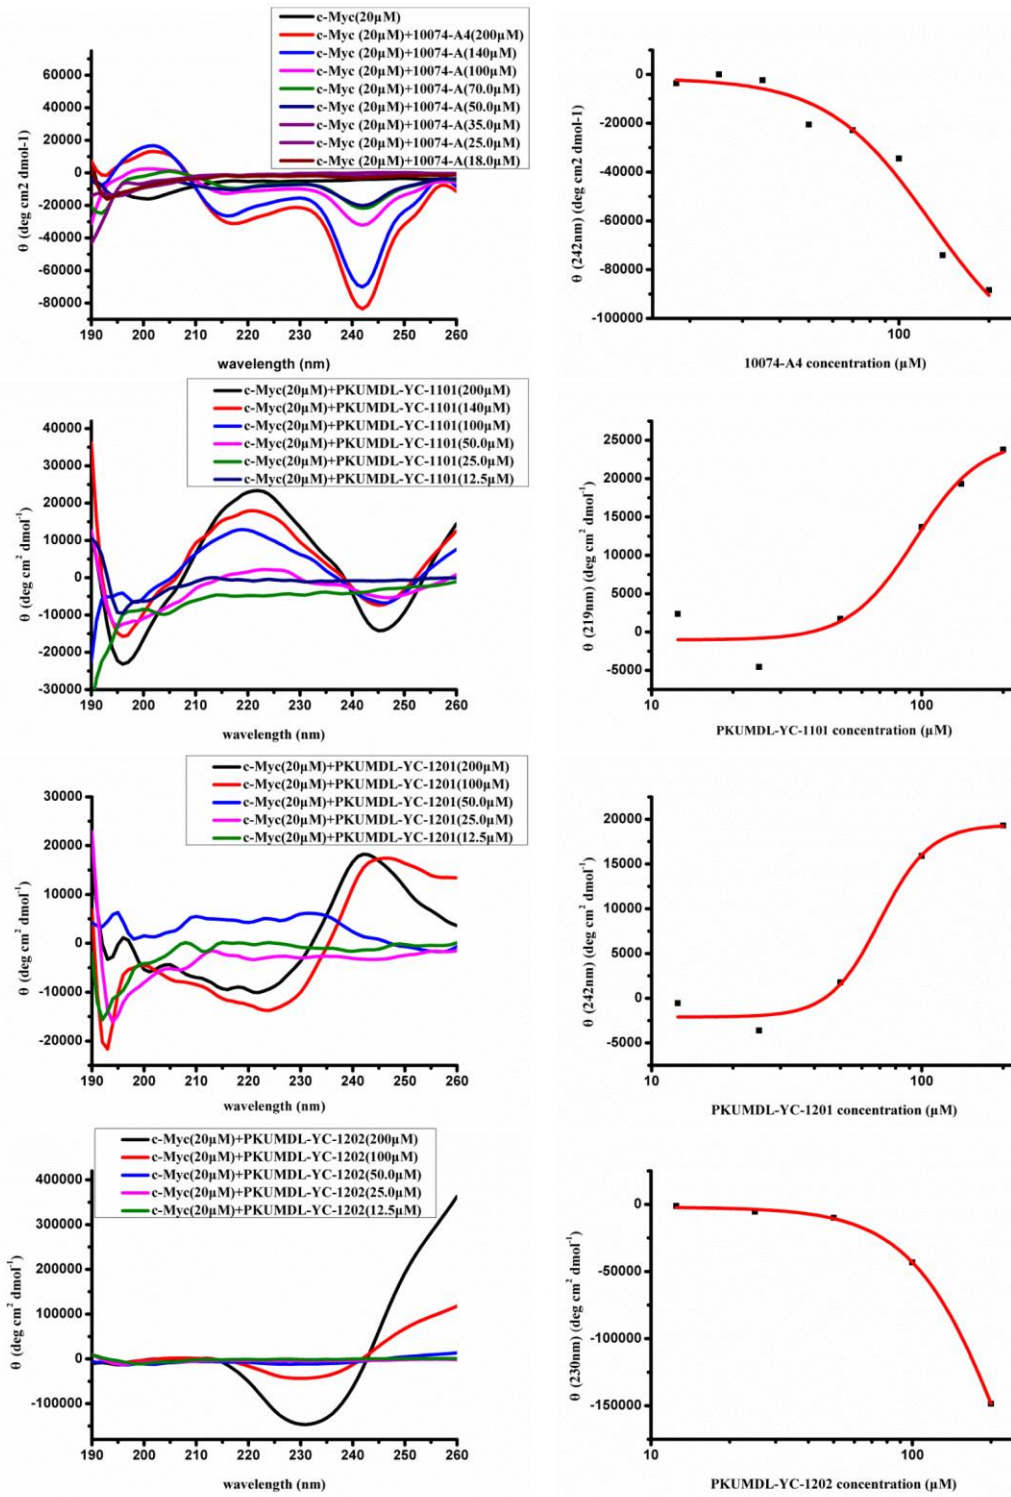 c-Myc(20µM)
c-Myc (20µM)+10074-A4(200µM)
c-Myc (20µM)+10074-A(140µM)
c-Myc (20µM)+10074-A(100µM)
c-Myc (20µM)+10074-A(70.0µM)
c-Myc (20µM)+10074-A(50.0µM)
c-Myc (20µM)+10074-A(35.0µM)
c-Myc (20µM)+10074-A(25.0µM)
c-Myc (20µM)+10074-A(18.0µM)
θ (deg cm2 dmol-1)
60000
40000
20000
0
-20000
-40000
-60000
-80000
190 200 210 220 230 240 250 260
wavelength (nm)
θ (242nm) (deg cm2 dmol-1)
0
-20000
-40000
-60000
-80000
-100000
100
10074-A4 concentration (µM)
c-Myc(20µM)+PKUMDL-YC-1101(200µM)
c-Myc(20µM)+PKUMDL-YC-1101(140µM)
c-Myc(20µM)+PKUMDL-YC-1101(100µM)
c-Myc(20µM)+PKUMDL-YC-1101(50.0µM)
c-Myc(20µM)+PKUMDL-YC-1101(25.0µM)
c-Myc(20µM)+PKUMDL-YC-1101(12.5µM)
θ (deg cm² dmol⁻¹)
40000
30000
20000
10000
0
-10000
-20000
-30000
190 200 210 220 230 240 250 260
wavelength (nm)
θ (219nm) (deg cm² dmol⁻¹)
25000
20000
15000
10000
5000
0
-5000
10 100
PKUMDL-YC-1101 concentration (µM)
c-Myc(20µM)+PKUMDL-YC-1201(200µM)
c-Myc(20µM)+PKUMDL-YC-1201(100µM)
c-Myc(20µM)+PKUMDL-YC-1201(50.0µM)
c-Myc(20µM)+PKUMDL-YC-1201(25.0µM)
c-Myc(20µM)+PKUMDL-YC-1201(12.5µM)
θ (deg cm² dmol⁻¹)
30000
20000
10000
0
-10000
-20000
190 200 210 220 230 240 250 260
wavelength (nm)
θ (242nm) (deg cm² dmol⁻¹)
20000
15000
10000
5000
0
-5000
10 100
PKUMDL-YC-1201 concentration (µM)
c-Myc(20µM)+PKUMDL-YC-1202(200µM)
c-Myc(20µM)+PKUMDL-YC-1202(100µM)
c-Myc(20µM)+PKUMDL-YC-1202(50.0µM)
c-Myc(20µM)+PKUMDL-YC-1202(25.0µM)
c-Myc(20µM)+PKUMDL-YC-1202(12.5µM)
θ (deg cm² dmol⁻¹)
400000
300000
200000
100000
0
-100000
190 200 210 220 230 240 250 260
wavelength (nm)
θ (230nm) (deg cm² dmol⁻¹)
0
-50000
-100000
-150000
10 100
PKUMDL-YC-1202 concentration (µM)